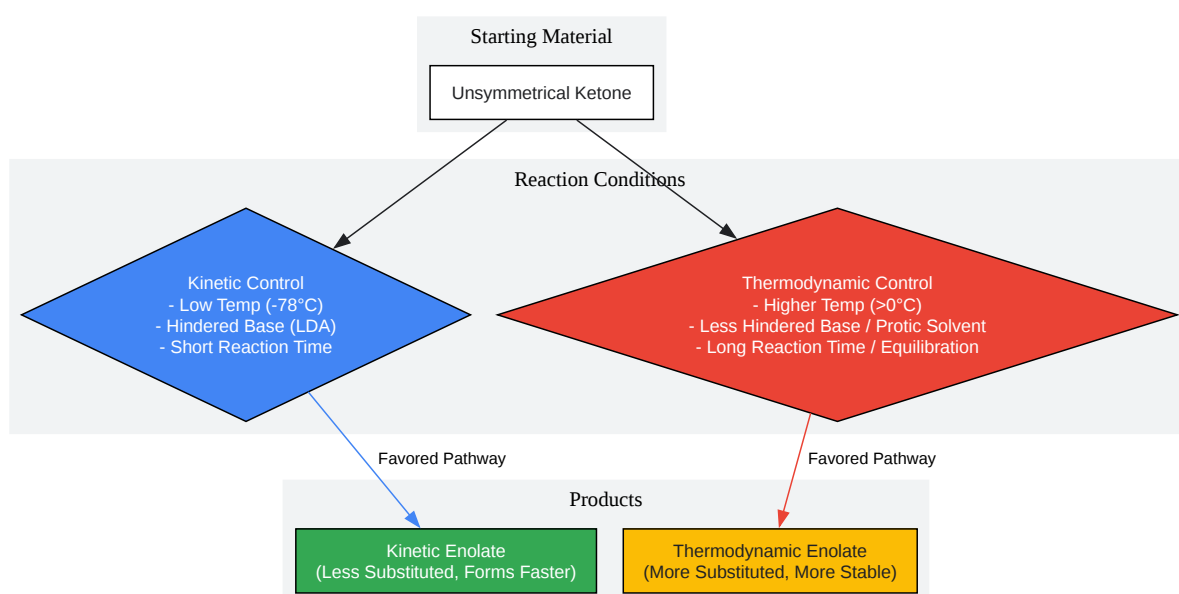 Starting Material
Unsymmetrical Ketone
Reaction Conditions
Kinetic Control
- Low Temp (-78°C)
- Hindered Base (LDA)
- Short Reaction Time
Thermodynamic Control
- Higher Temp (>0°C)
- Less Hindered Base / Protic Solvent
- Long Reaction Time / Equilibration
Favored Pathway
Favored Pathway
Products
Kinetic Enolate
(Less Substituted, Forms Faster)
Thermodynamic Enolate
(More Substituted, More Stable)